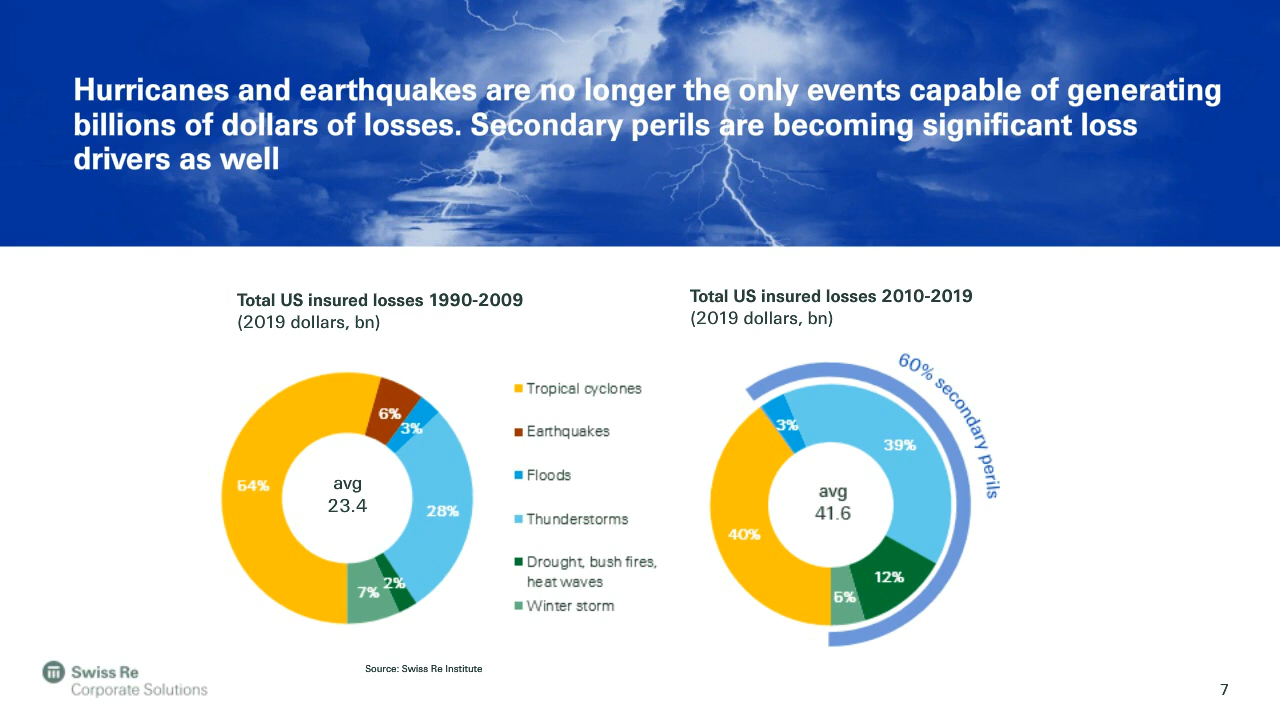 Hurricanes and earthquakes are no longer the only events capable of generating
billions of dollars of losses. Secondary perils are becoming significant loss
drivers as well
Total US insured losses 1990-2009
(2019 dollars, bn)
Total US insured losses 2010-2019
(2019 dollars, bn)
6%
3%
54%
28%
7%
2%
avg
23.4
Tropical cyclones
Earthquakes
Floods
Thunderstorms
Drought, bush fires,
heat waves
Winter storm
60% secondary perils
3%
39%
40%
12%
5%
avg
41.6
Swiss Re
Corporate Solutions
Source: Swiss Re Institute
7